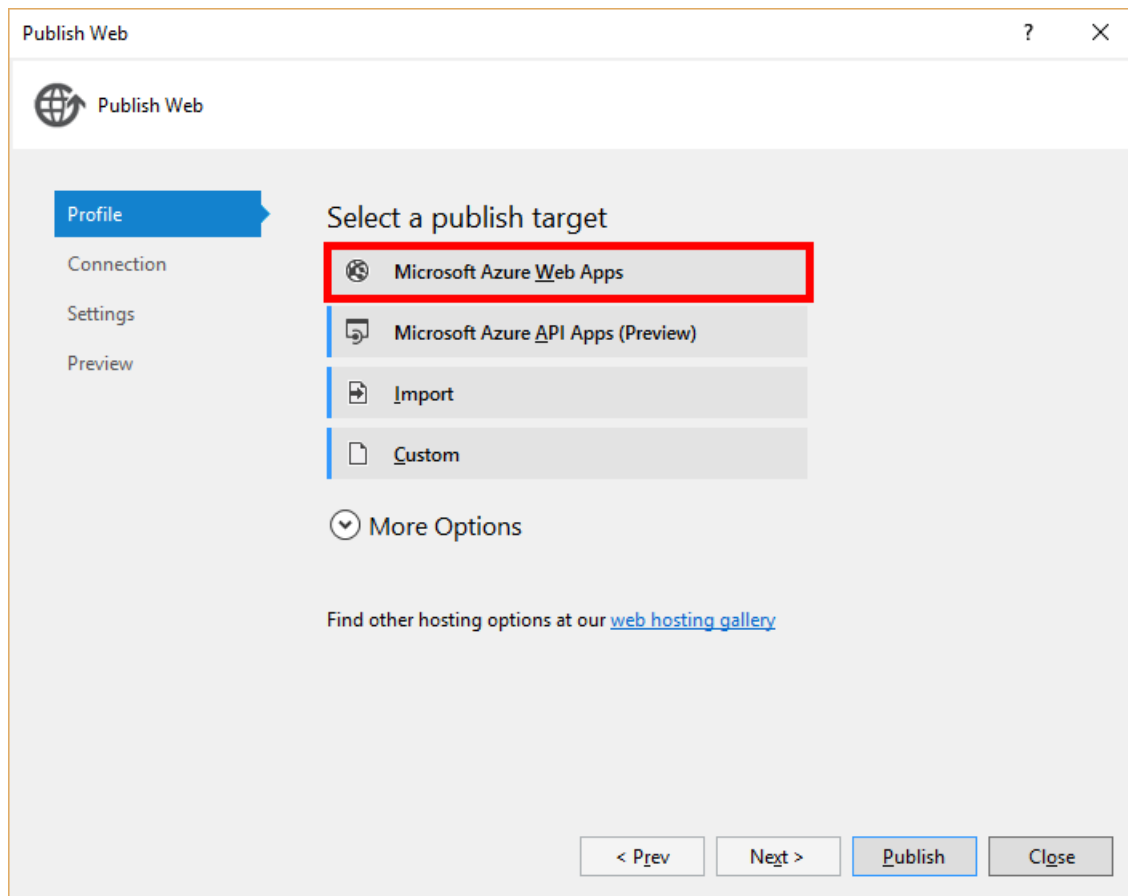 Publish Web
?
Publish Web
Profile
Connection
Settings
Preview
Select a publish target
Microsoft Azure Web Apps
Microsoft Azure API Apps (Preview)
Import
Custom
More Options
Find other hosting options at our web hosting gallery
< Prev
Next >
Publish
Close